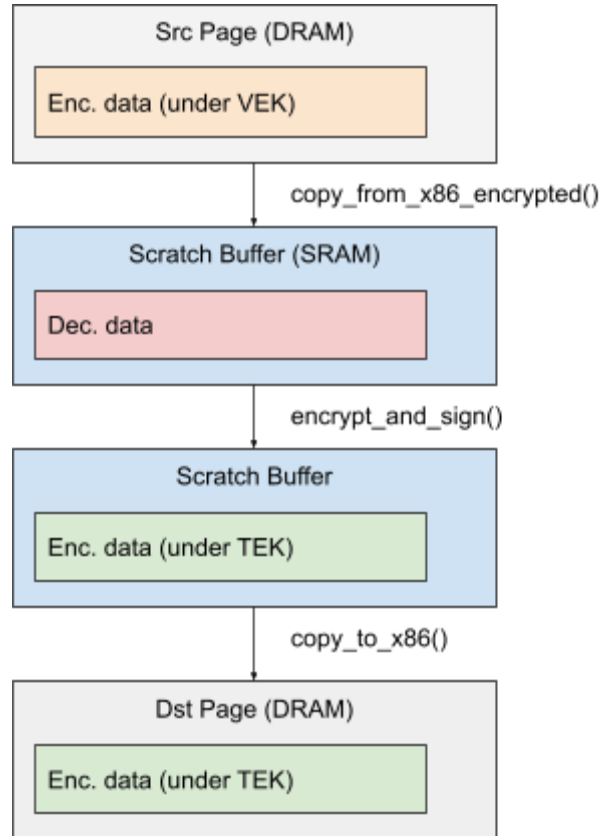 Src Page (DRAM)
Enc. data (under VEK)
copy_from_x86_encrypted()
Scratch Buffer (SRAM)
Dec. data
encrypt_and_sign()
Scratch Buffer
Enc. data (under TEK)
copy_to_x86()
Dst Page (DRAM)
Enc. data (under TEK)